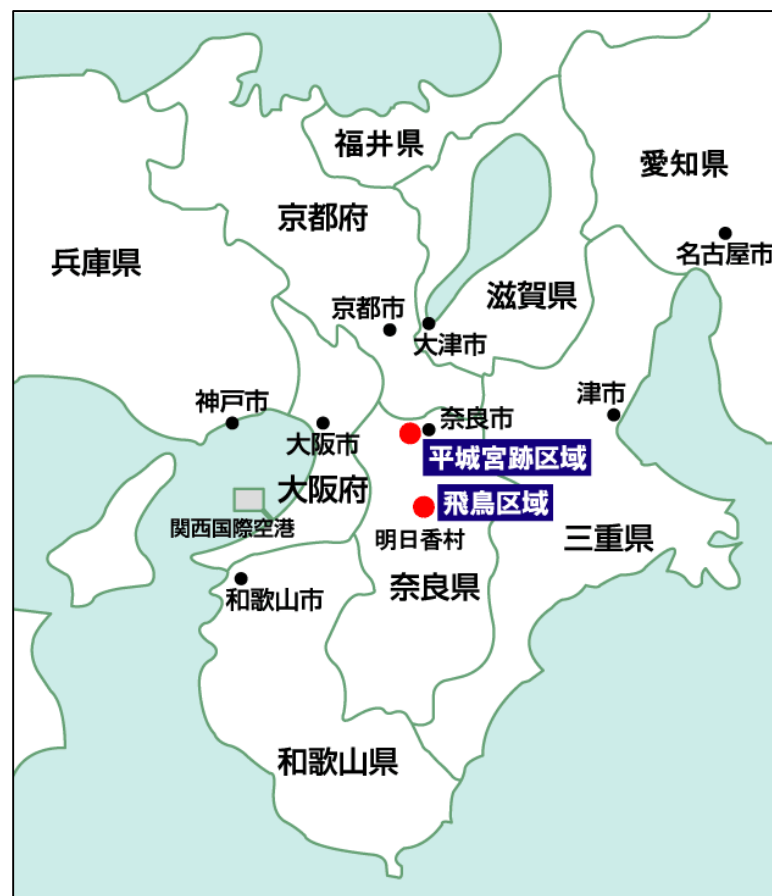 福井県
愛知県
京都府
名古屋市
兵庫県
滋賀県
京都市
大津市
神戸市
津市
奈良市
大阪市
平城宮跡区域
大阪府
飛鳥区域
関西国際空港
明日香村
三重県
奈良県
和歌山市
和歌山県